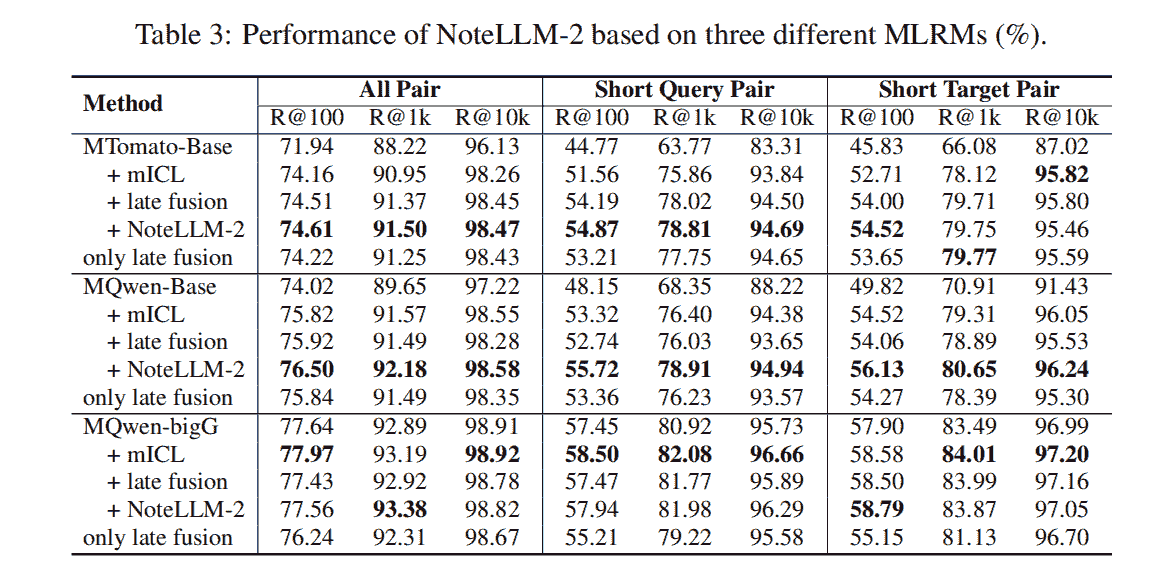 Table 3: Performance of NoteLLM-2 based on three different MLRMs (%).
Method All Pair Short Query Pair Short Target Pair
R@100 R@1k R@10k R@100 R@1k R@10k R@100 R@1k R@10k
MTomato-Base 71.94 88.22 96.13 44.77 63.77 83.31 45.83 66.08 87.02
+ mICL 74.16 90.95 98.26 51.56 75.86 93.84 52.71 78.12 95.82
+ late fusion 74.51 91.37 98.45 54.19 78.02 94.50 54.00 79.71 95.80
+ NoteLLM-2 74.61 91.50 98.47 54.87 78.81 94.69 54.52 79.75 95.46
only late fusion 74.22 91.25 98.43 53.21 77.75 94.65 53.65 79.77 95.59
MQwen-Base 74.02 89.65 97.22 48.15 68.35 88.22 49.82 70.91 91.43
+ mICL 75.82 91.57 98.55 53.32 76.40 94.38 54.52 79.31 96.05
+ late fusion 75.92 91.49 98.28 52.74 76.03 93.65 54.06 78.89 95.53
+ NoteLLM-2 76.50 92.18 98.58 55.72 78.91 94.94 56.13 80.65 96.24
only late fusion 75.84 91.49 98.35 53.36 76.23 93.57 54.27 78.39 95.30
MQwen-bigG 77.64 92.89 98.91 57.45 80.92 95.73 57.90 83.49 96.99
+ mICL 77.97 93.19 98.92 58.50 82.08 96.66 58.58 84.01 97.20
+ late fusion 77.43 92.92 98.78 57.47 81.77 95.89 58.50 83.99 97.16
+ NoteLLM-2 77.56 93.38 98.82 57.94 81.98 96.29 58.79 83.87 97.05
only late fusion 76.24 92.31 98.67 55.21 79.22 95.58 55.15 81.13 96.70